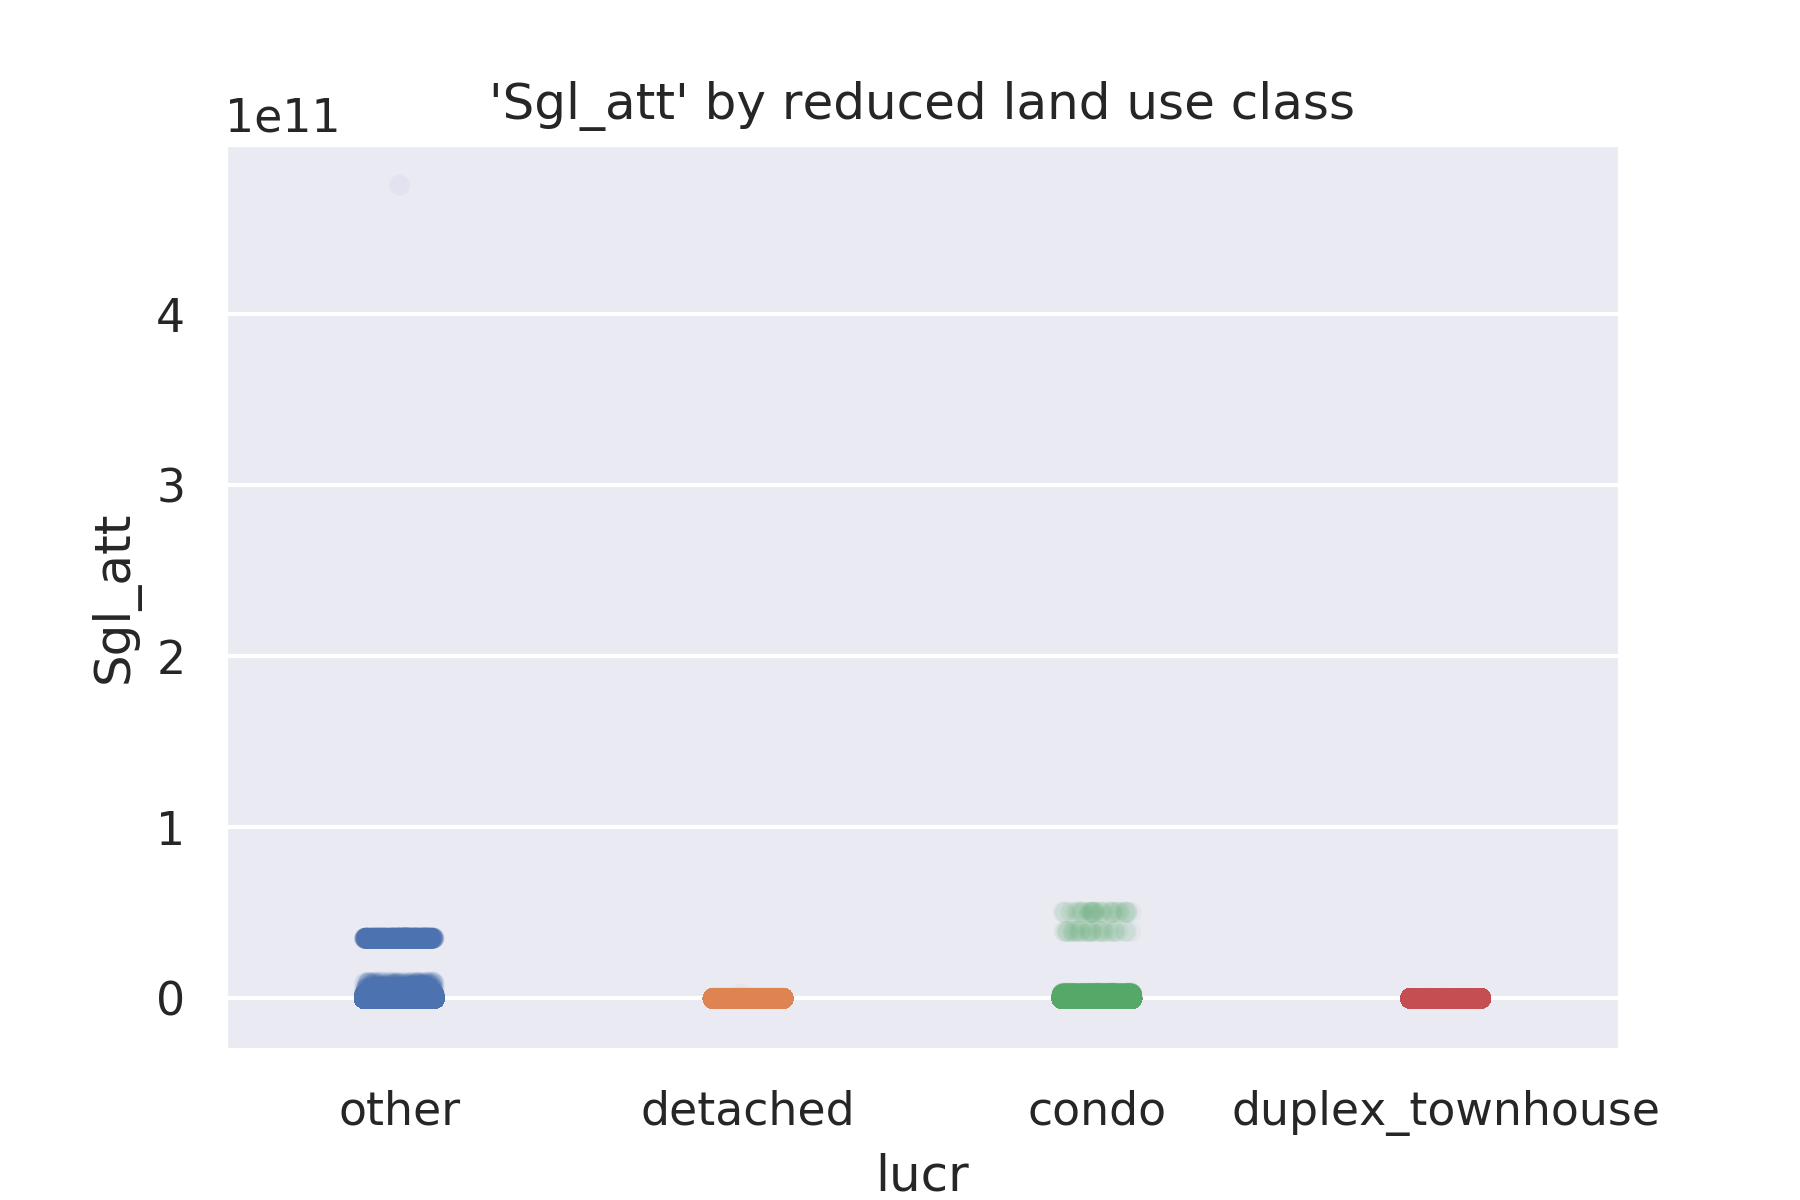 'Sgl_att' by reduced land use class
1e11
4
3
2
1
0
Sgl_att
other detached condo duplex_townhouse
lucr